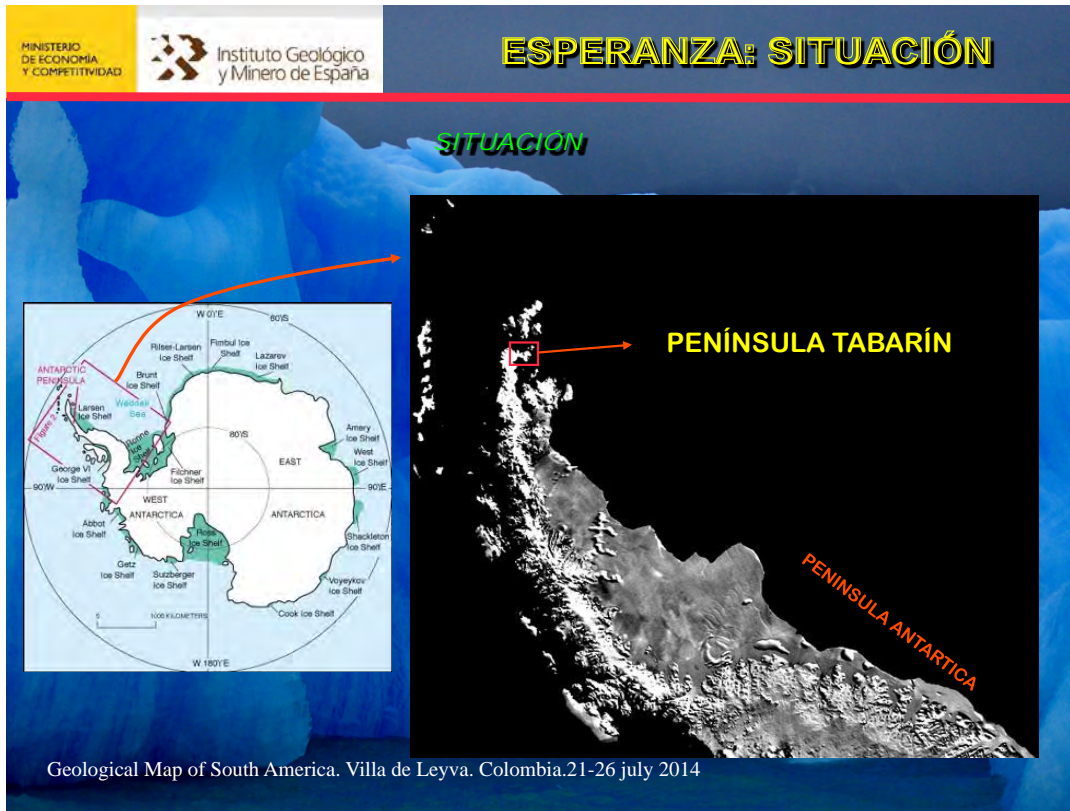 MINISTERIO
DE ECONOMÍA
Y COMPETITIVIDAD
Instituto Geológico
y Minero de España
ESPERANZA: SITUACIÓN
SITUACIÓN
W 0°/E
60°/S
Riiser-Larsen
Ice Shelf
Fimbul Ice
Shelf
Lazarev
Ice Shelf
ANTARCTIC
PENINSULA
Brunt
Ice Shelf
Weddell
Sea
Larsen
Ice Shelf
Figure 2
Ronne
Ice
Shelf
80°/S
Amery
Ice Shelf
West
Ice Shelf
EAST
George VI
Ice Shelf
Filchner
Ice Shelf
90°/W
90°/E
WEST
ANTARCTICA
ANTARCTICA
Abbot
Ice Shelf
Ross
Ice Shelf
Shackleton
Ice Shelf
Getz
Ice Shelf
Sulzberger
Ice Shelf
Voyeykov
Ice Shelf
Cook Ice Shelf
1000 KILOMETERS
W 180°/E
PENÍNSULA TABARÍN
PENINSULA ANTARTICA
Geological Map of South America. Villa de Leyva. Colombia.21-26 july 2014